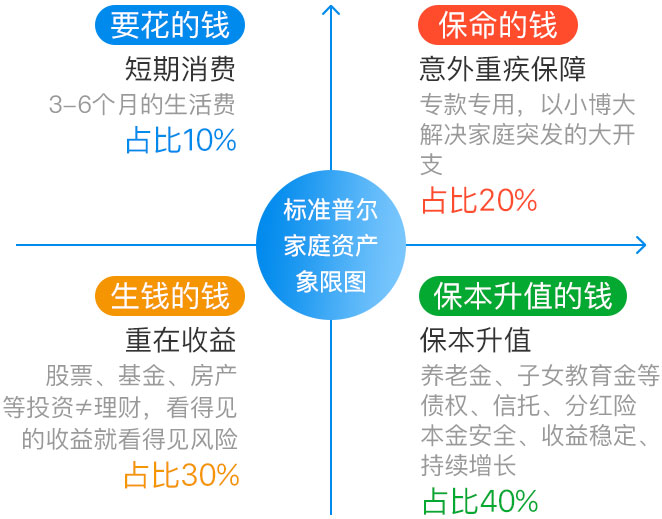 要花的钱
短期消费
3-6个月的生活费
占比10%
保命的钱
意外重疾保障
专款专用，以小博大
解决家庭突发的大开
支
占比20%
标准普尔
家庭资产
象限图
生钱的钱
重在收益
股票、基金、房产
等投资≠理财，看得见
的收益就看得见风险
占比30%
保本升值的钱
保本升值
养老金、子女教育金等
债权、信托、分红险
本金安全、收益稳定、
持续增长
占比40%